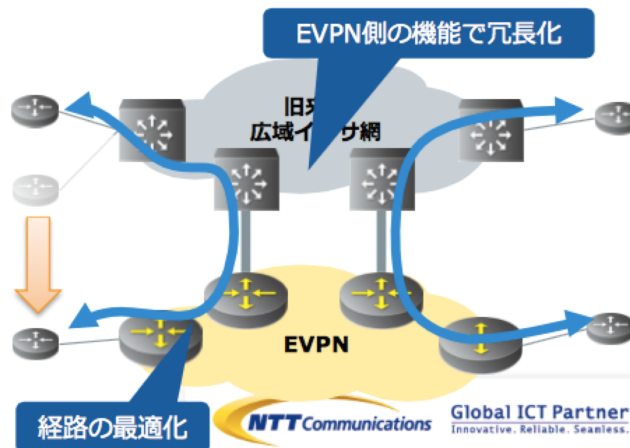 EVPN側の機能で冗長化
旧来
広域イ サ網
EVPN
経路の最適化
NTT Communications
Global ICT Partner
Innovative. Reliable. Seamless.